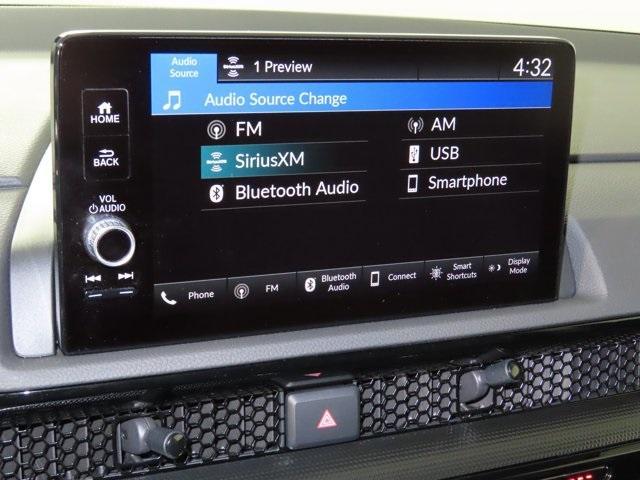 Audio
Source
SIRIUSXM
1 Preview
4:32
Audio Source Change
HOME
BACK
VOL
AUDIO
FM
AM
SiriusXM
USB
Bluetooth Audio
Smartphone
Phone
FM
Bluetooth
Audio
Connect
Smart
Shortcuts
Display
Mode